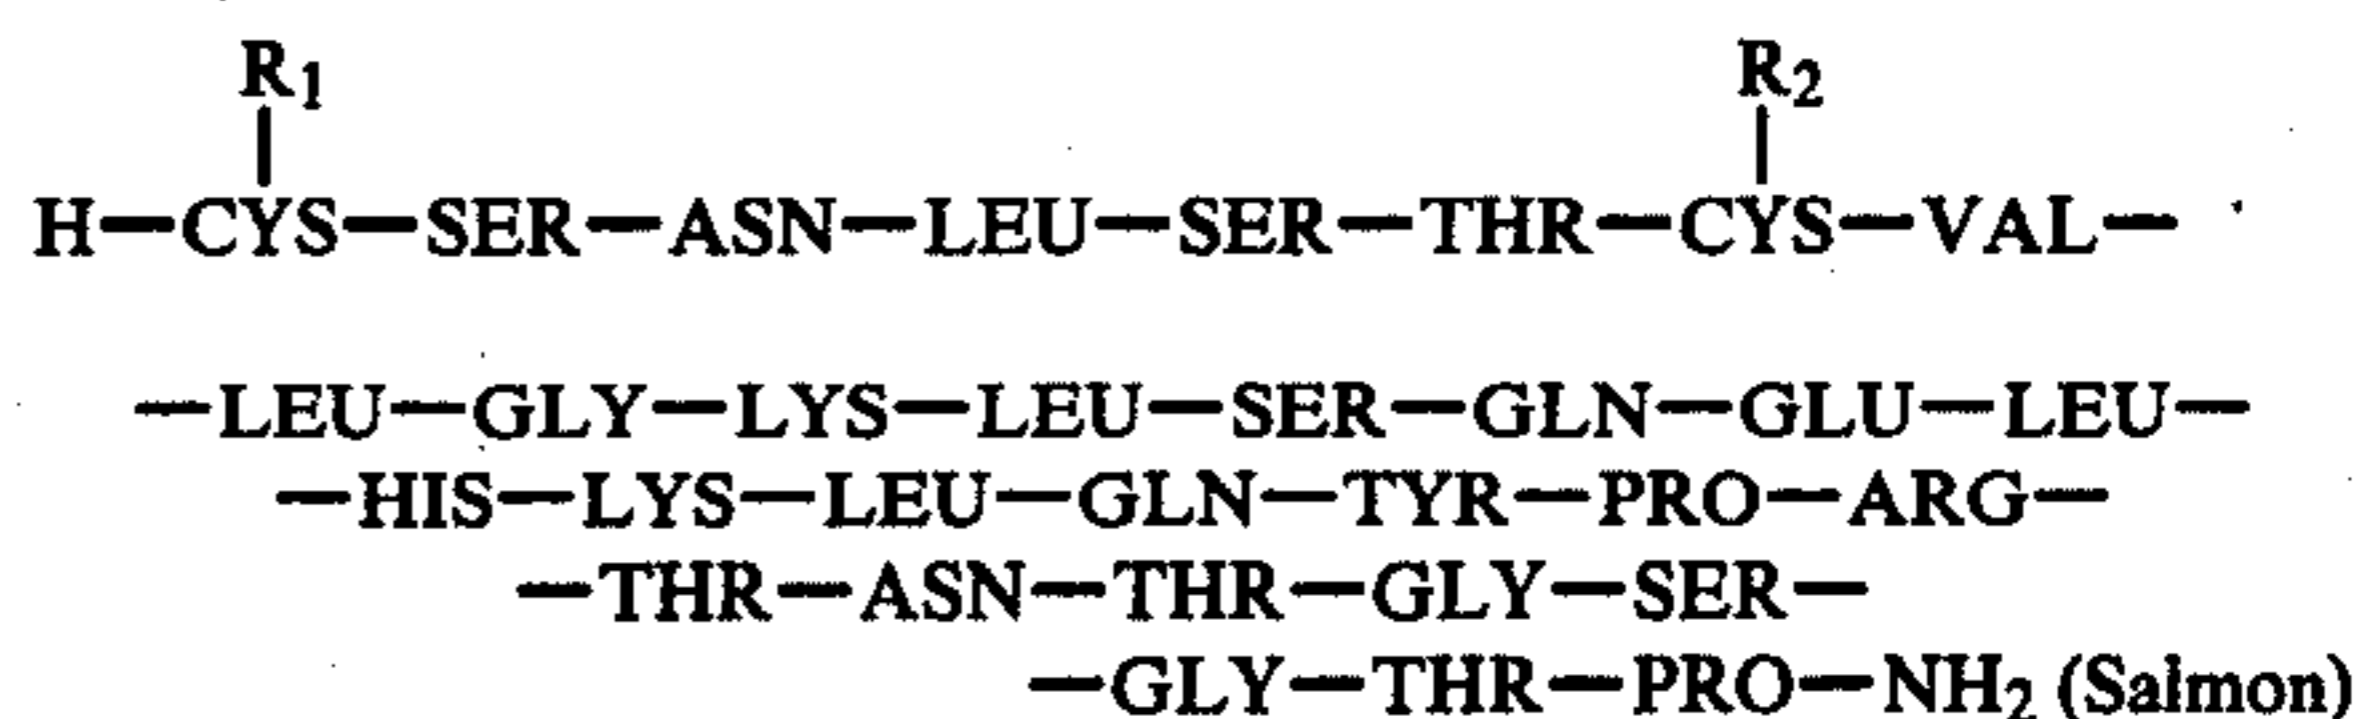 R1 R2
H—CYS—SER—ASN—LEU—SER—THR—CYS—VAL—
—LEU—GLY—LYS—LEU—SER—GLN—GLU—LEU—
—HIS—LYS—LEU—GLN—TYR—PRO—ARG—
—THR—ASN—THR—GLY—SER—
—GLY—THR—PRO—NH2 (Salmon)